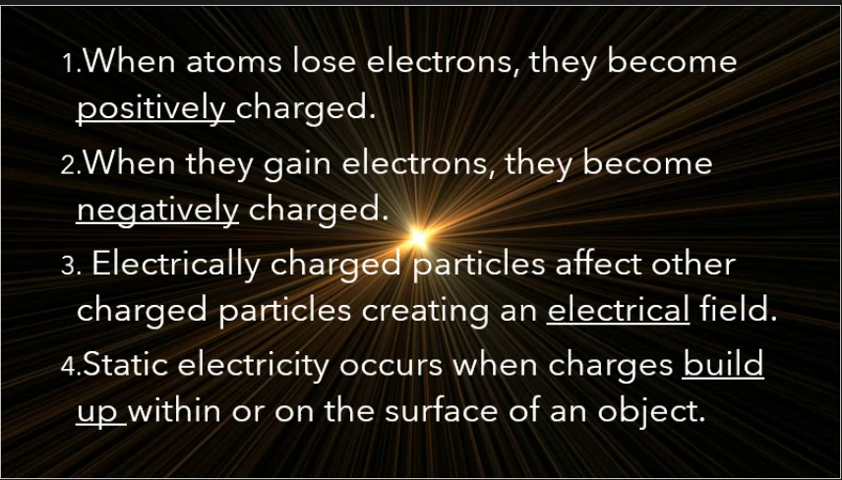 1.When atoms lose electrons, they become
positively charged.
2.When they gain electrons, they become
negatively charged.
3. Electrically charged particles affect other
charged particles creating an electrical field.
4.Static electricity occurs when charges build
up within or on the surface of an object.